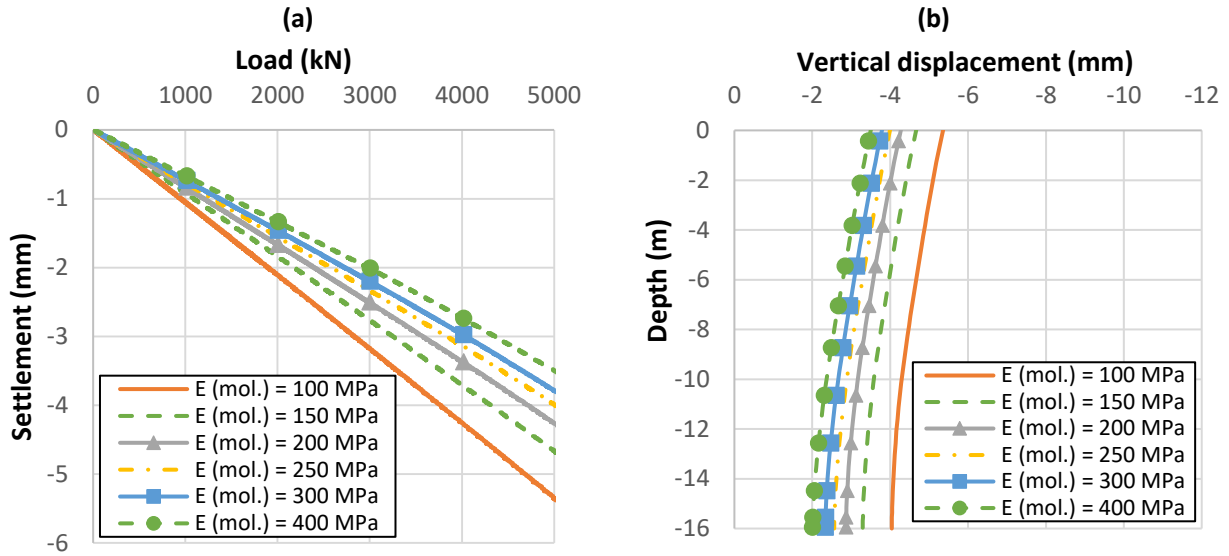 (a)
Load (kN)
0 1000 2000 3000 4000 5000
Settlement (mm)
0
-1
-2
-3
-4
-5
-6
E (mol.) = 100 MPa
E (mol.) = 150 MPa
E (mol.) = 200 MPa
E (mol.) = 250 MPa
E (mol.) = 300 MPa
E (mol.) = 400 MPa
(b)
Vertical displacement (mm)
0 -2 -4 -6 -8 -10 -12
Depth (m)
0
-2
-4
-6
-8
-10
-12
-14
-16
E (mol.) = 100 MPa
E (mol.) = 150 MPa
E (mol.) = 200 MPa
E (mol.) = 250 MPa
E (mol.) = 300 MPa
E (mol.) = 400 MPa